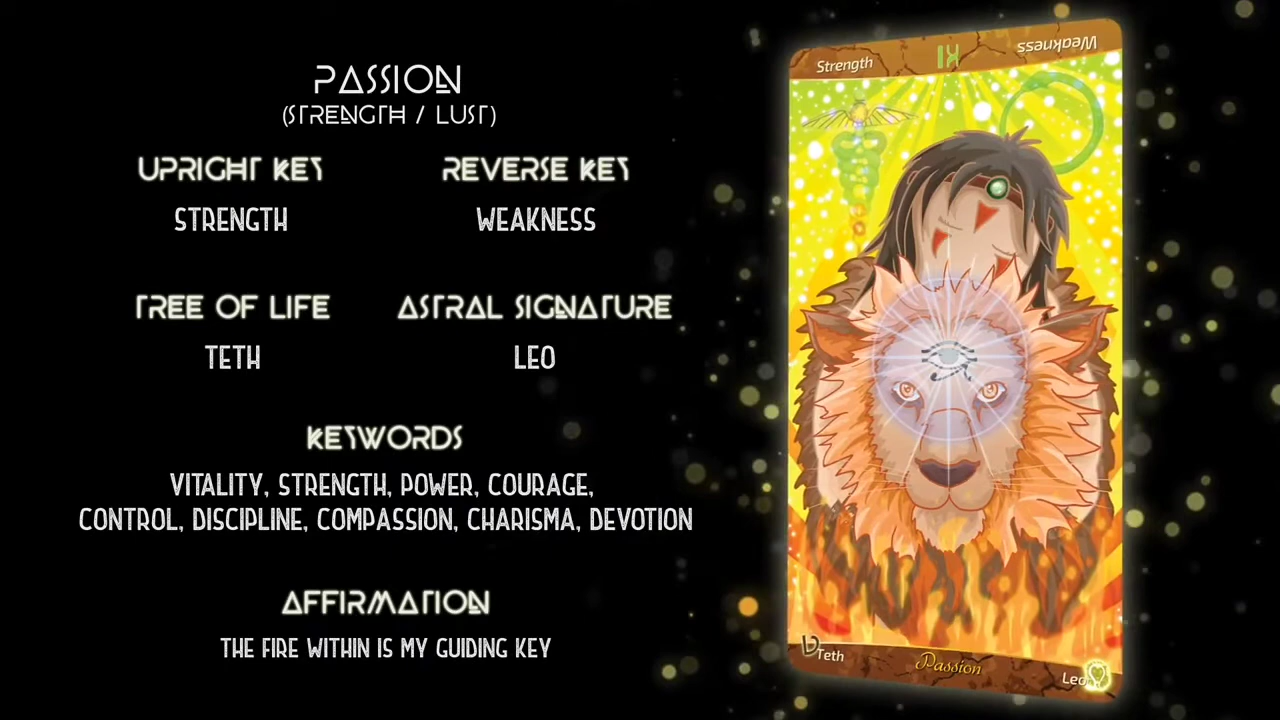 PASSION
(STRENGTH / LUST)
UPRIGHT KEY
REVERSE KEY
STRENGTH
WEAKNESS
TREE OF LIFE
ASTRAL SIGNATURE
TETH
LEO
KEYWORDS
VITALITY, STRENGTH, POWER, COURAGE,
CONTROL, DISCIPLINE, COMPASSION, CHARISMA, DEVOTION
AFFIRMATION
THE FIRE WITHIN IS MY GUIDING KEY
Strength
XI
Weakness
Teth
Passion
Leo